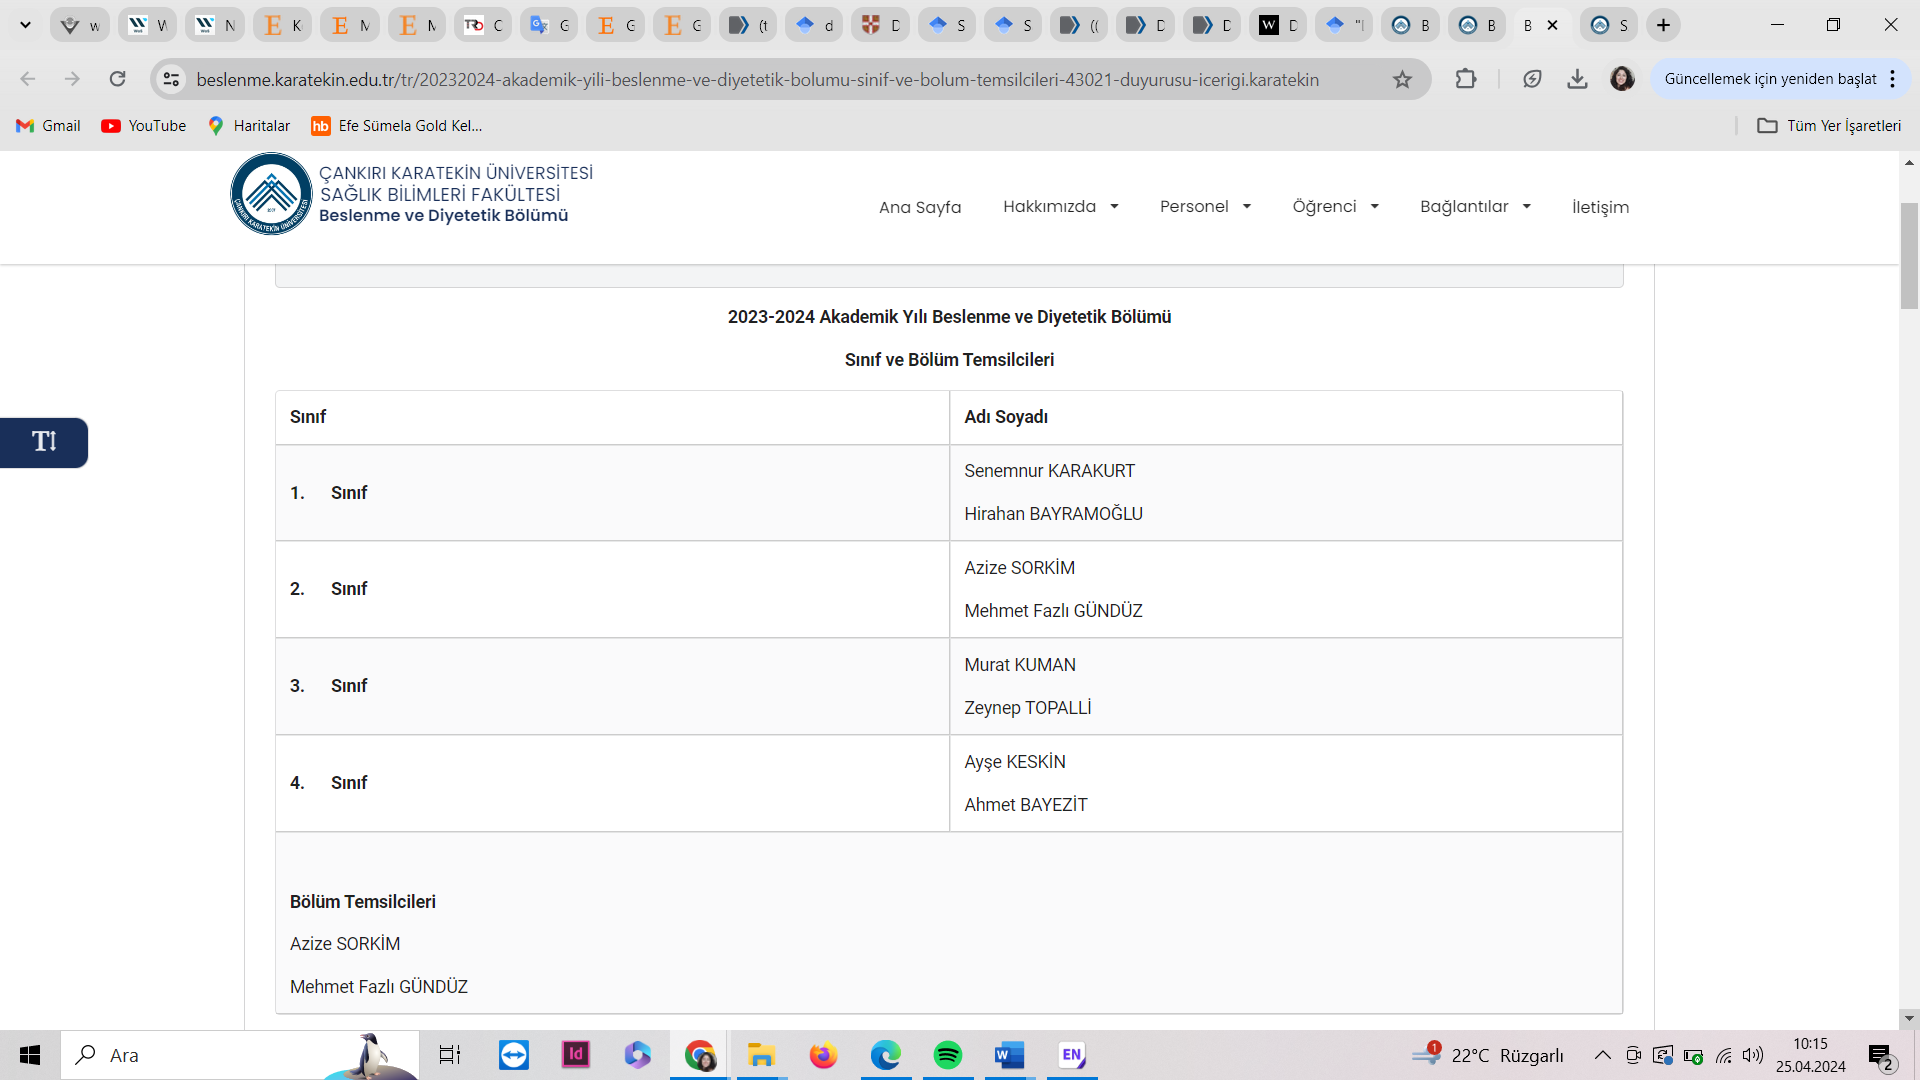 w
W
N
K
M
M
C
G
G
G
(t
d
D
S
S
((
D
D
D
"I
B
B
B
S
beslenme.karatekin.edu.tr/tr/20232024-akademik-yili-beslenme-ve-diyetetik-bolumu-sinif-ve-bolum-temsilcileri-43021-duyurusu-icerigi.karatekin
Güncellemek için yeniden başlat
Gmail
YouTube
Haritalar
hb
Efe Sümela Gold Kel...
Tüm Yer İşaretleri
ÇANKIRI KARATEKİN ÜNİVERSİTESİ
SAĞLIK BİLİMLERİ FAKÜLTESİ
Beslenme ve Diyetetik Bölümü
Ana Sayfa
Hakkımızda
Personel
Öğrenci
Bağlantılar
İletişim
2023-2024 Akademik Yılı Beslenme ve Diyetetik Bölümü
Sınıf ve Bölüm Temsilcileri
Sınıf
Adı Soyadı
1. Sınıf
Senemnur KARAKURT
Hirahan BAYRAMOĞLU
2. Sınıf
Azize SORKİM
Mehmet Fazlı GÜNDÜZ
3. Sınıf
Murat KUMAN
Zeynep TOPALLİ
4. Sınıf
Ayşe KESKİN
Ahmet BAYEZİT
Bölüm Temsilcileri
Azize SORKİM
Mehmet Fazlı GÜNDÜZ
Ara
Id
EN
1
22°C Rüzgarlı
10:15
25.04.2024
2